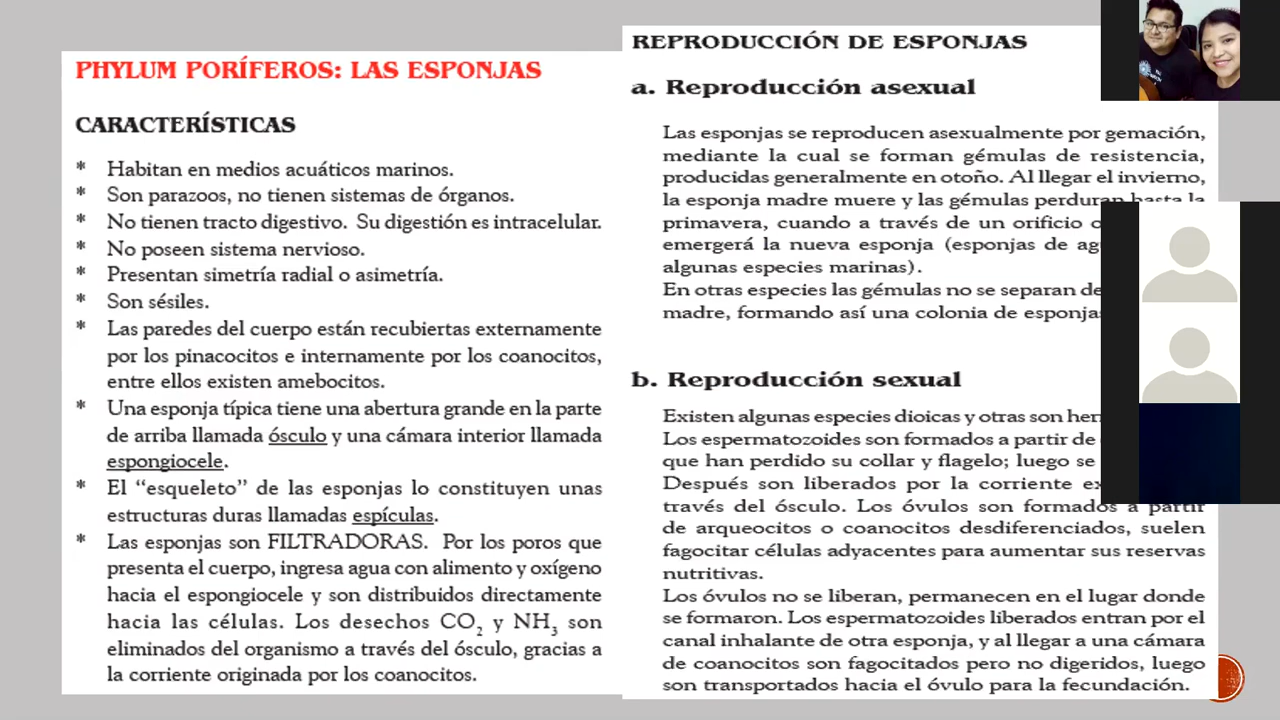 PHYLUM PORÍFEROS: LAS ESPONJAS
CARACTERÍSTICAS
* Habitan en medios acuáticos marinos.
* Son parazoos, no tienen sistemas de órganos.
* No tienen tracto digestivo. Su digestión es intracelular.
* No poseen sistema nervioso.
* Presentan simetría radial o asimetría.
* Son sésiles.
* Las paredes del cuerpo están recubiertas externamente
por los pinacocitos e internamente por los coanocitos,
entre ellos existen amebocitos.
* Una esponja típica tiene una abertura grande en la parte
de arriba llamada ósculo y una cámara interior llamada
espongiocele.
* El “esqueleto” de las esponjas lo constituyen unas
estructuras duras llamadas espículas.
* Las esponjas son FILTRADORAS. Por los poros que
presenta el cuerpo, ingresa agua con alimento y oxígeno
hacia el espongiocele y son distribuidos directamente
hacia las células. Los desechos CO₂ y NH₃ son
eliminados del organismo a través del ósculo, gracias a
la corriente originada por los coanocitos.
REPRODUCCIÓN DE ESPONJAS
a. Reproducción asexual
Las esponjas se reproducen asexualmente por gemación,
mediante la cual se forman gémulas de resistencia,
producidas generalmente en otoño. Al llegar el invierno,
la esponja madre muere y las gémulas perduran hasta la
primavera, cuando a través de un orificio
emergerá la nueva esponja (esponjas de
algunas especies marinas).
En otras especies las gémulas no se separan
madre, formando así una colonia de
b. Reproducción sexual
Existen algunas especies dioicas y otras son
Los espermatozoides son formados a partir de
que han perdido su collar y flagelo; luego se
Después son liberados por la corriente
través del ósculo. Los óvulos son formados a partir
de arqueocitos o coanocitos desdiferenciados, suelen
fagocitar células adyacentes para aumentar sus reservas
nutritivas.
Los óvulos no se liberan, permanecen en el lugar donde
se formaron. Los espermatozoides liberados entran por el
canal inhalante de otra esponja, y al llegar a una cámara
de coanocitos son fagocitados pero no digeridos, luego
son transportados hacia el óvulo para la fecundación.